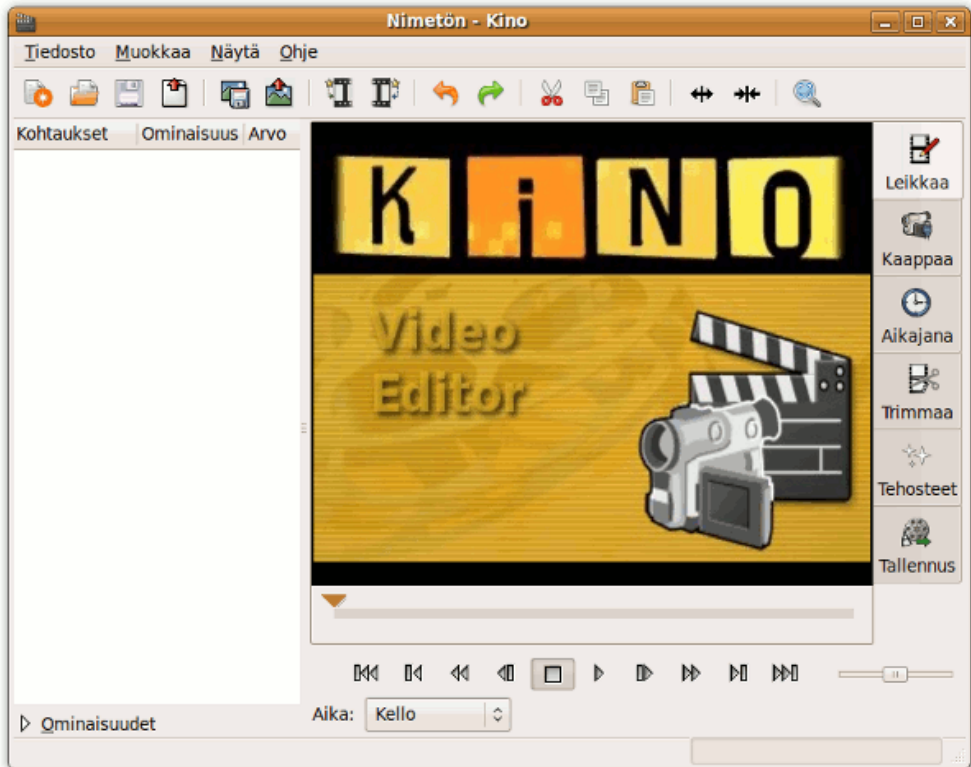 Nimetön - Kino
Tiedosto Muokkaa Näytä Ohje
Kohtaukset Ominaisuus Arvo
KiNO
Video
Editor
Leikkaa
Kaappaa
Aikajana
Trimmaa
Tehosteet
Tallennus
Aika: Kello
Ominaisuudet